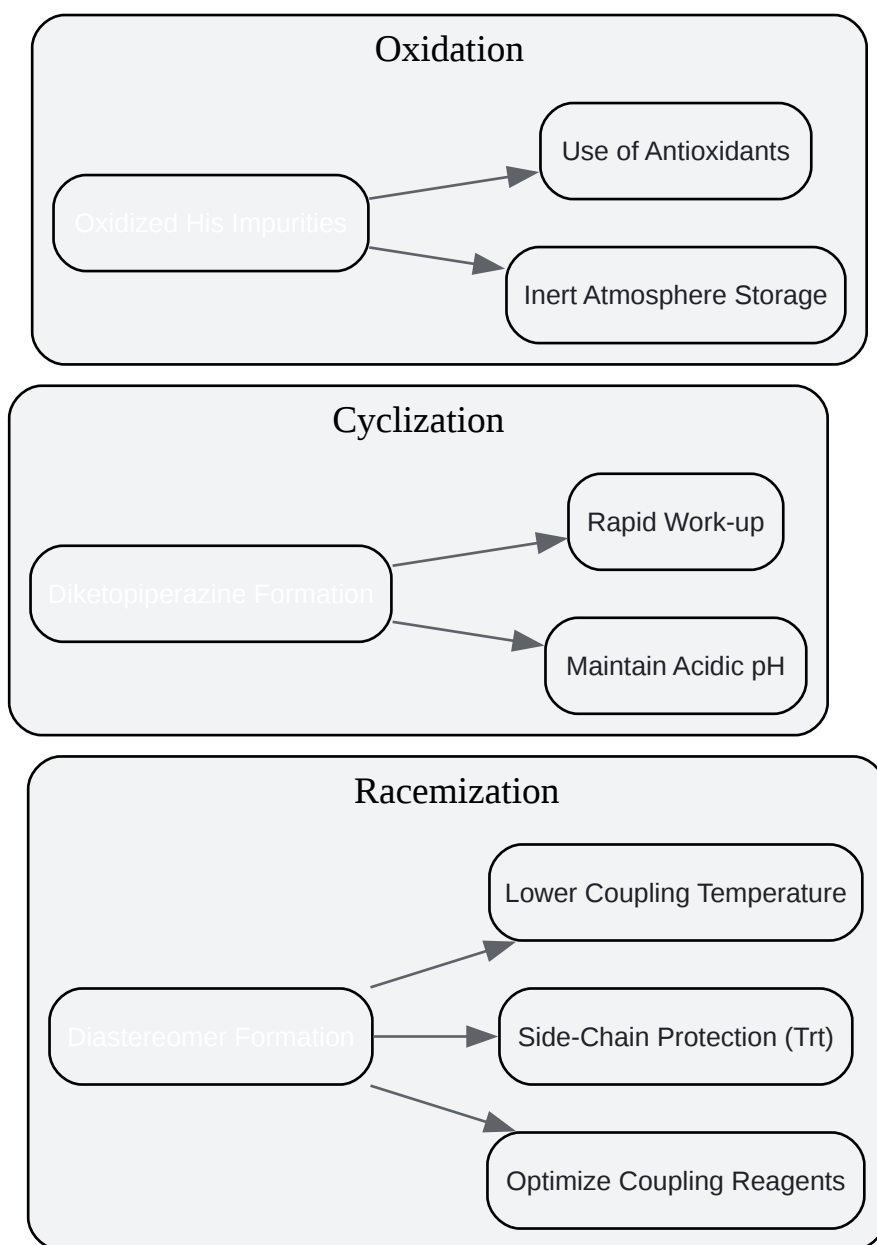 Oxidation
Use of Antioxidants
Oxidized His Impurities
Inert Atmosphere Storage
Cyclization
Rapid Work-up
Diketopiperazine Formation
Maintain Acidic pH
Racemization
Lower Coupling Temperature
Diastereomer Formation
Side-Chain Protection (Trt)
Optimize Coupling Reagents